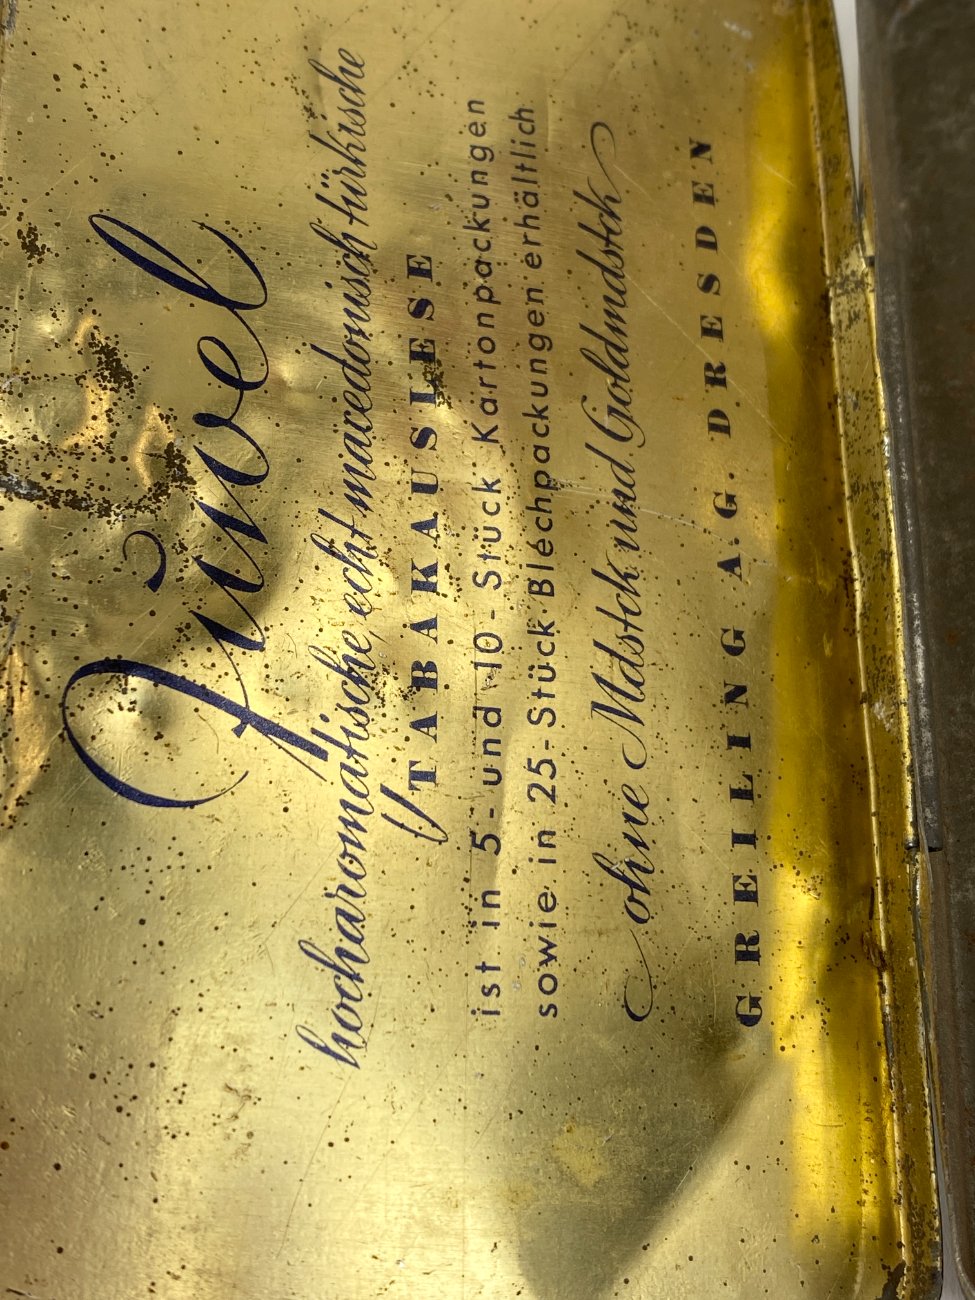 Juwel
hocharomatische, echt macedonisch türkische
TABAKAUSLESE
ist in 5- und 10-Stück Kartonpackungen
sowie in 25-Stück Blechpackungen erhältlich
ohne Mdstck und Goldmdstck
GREILING A.G. DRESDEN